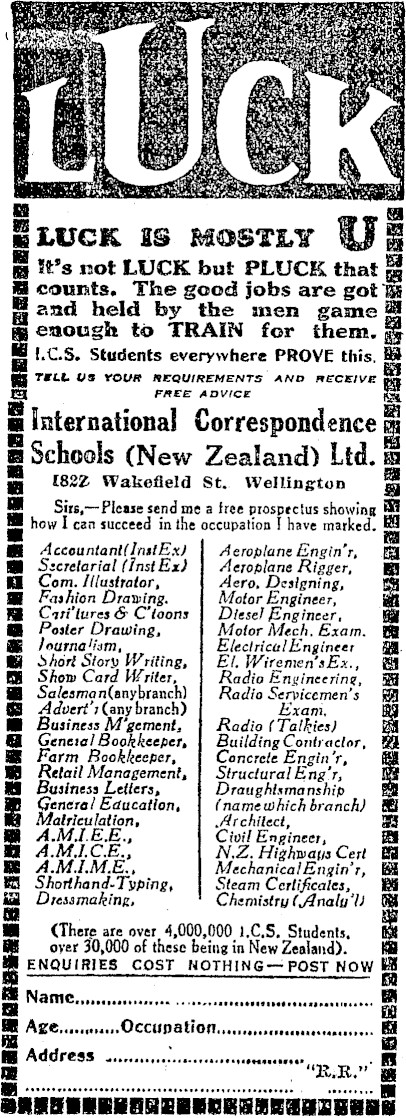 LUCK
LUCK IS MOSTLY U
It's not LUCK but PLUCK that
counts. The good jobs are got
and held by the men game
enough to TRAIN for them.
I.C.S. Students everywhere PROVE this.
TELL US YOUR REQUIREMENTS AND RECEIVE
FREE ADVICE
International Correspondence
Schools (New Zealand) Ltd.
182Z Wakefield St. Wellington
Sirs,—Please send me a free prospectus showing
how I can succeed in the occupation I have marked.
Accountant (Inst Ex)
Secretarial (Inst Ex)
Com. Illustrator,
Fashion Drawing.
Cari'tures & C'toons
Poster Drawing,
Journalism,
Short Story Writing,
Show Card Writer,
Salesman (any branch)
Advert'r (any branch)
Business M'gement,
General Bookkeeper,
Farm Bookkeeper,
Retail Management,
Business Letters,
General Education,
Matriculation,
A.M.I.E.E.,
A.M.I.C.E.,
A.M.I.M.E.,
Shorthand-Typing,
Dressmaking,
Aeroplane Engin'r,
Aeroplane Rigger,
Aero. Designing,
Motor Engineer,
Diesel Engineer,
Motor Mech. Exam.
Electrical Engineer
El. Wiremen's Ex.,
Radio Engineering,
Radio Servicemen's
Exam.
Radio (Talkies)
Building Contractor,
Concrete Engin'r,
Structural Eng'r,
Draughtsmanship
(name which branch)
Architect,
Civil Engineer,
N.Z. Highways Cert
Mechanical Engin'r,
Steam Certificates,
Chemistry (Analy'l)
(There are over 4,000,000 I.C.S. Students,
over 30,000 of these being in New Zealand).
ENQUIRIES COST NOTHING—POST NOW
Name..........................................
Age...........Occupation......................
Address ..............................
"R.R."